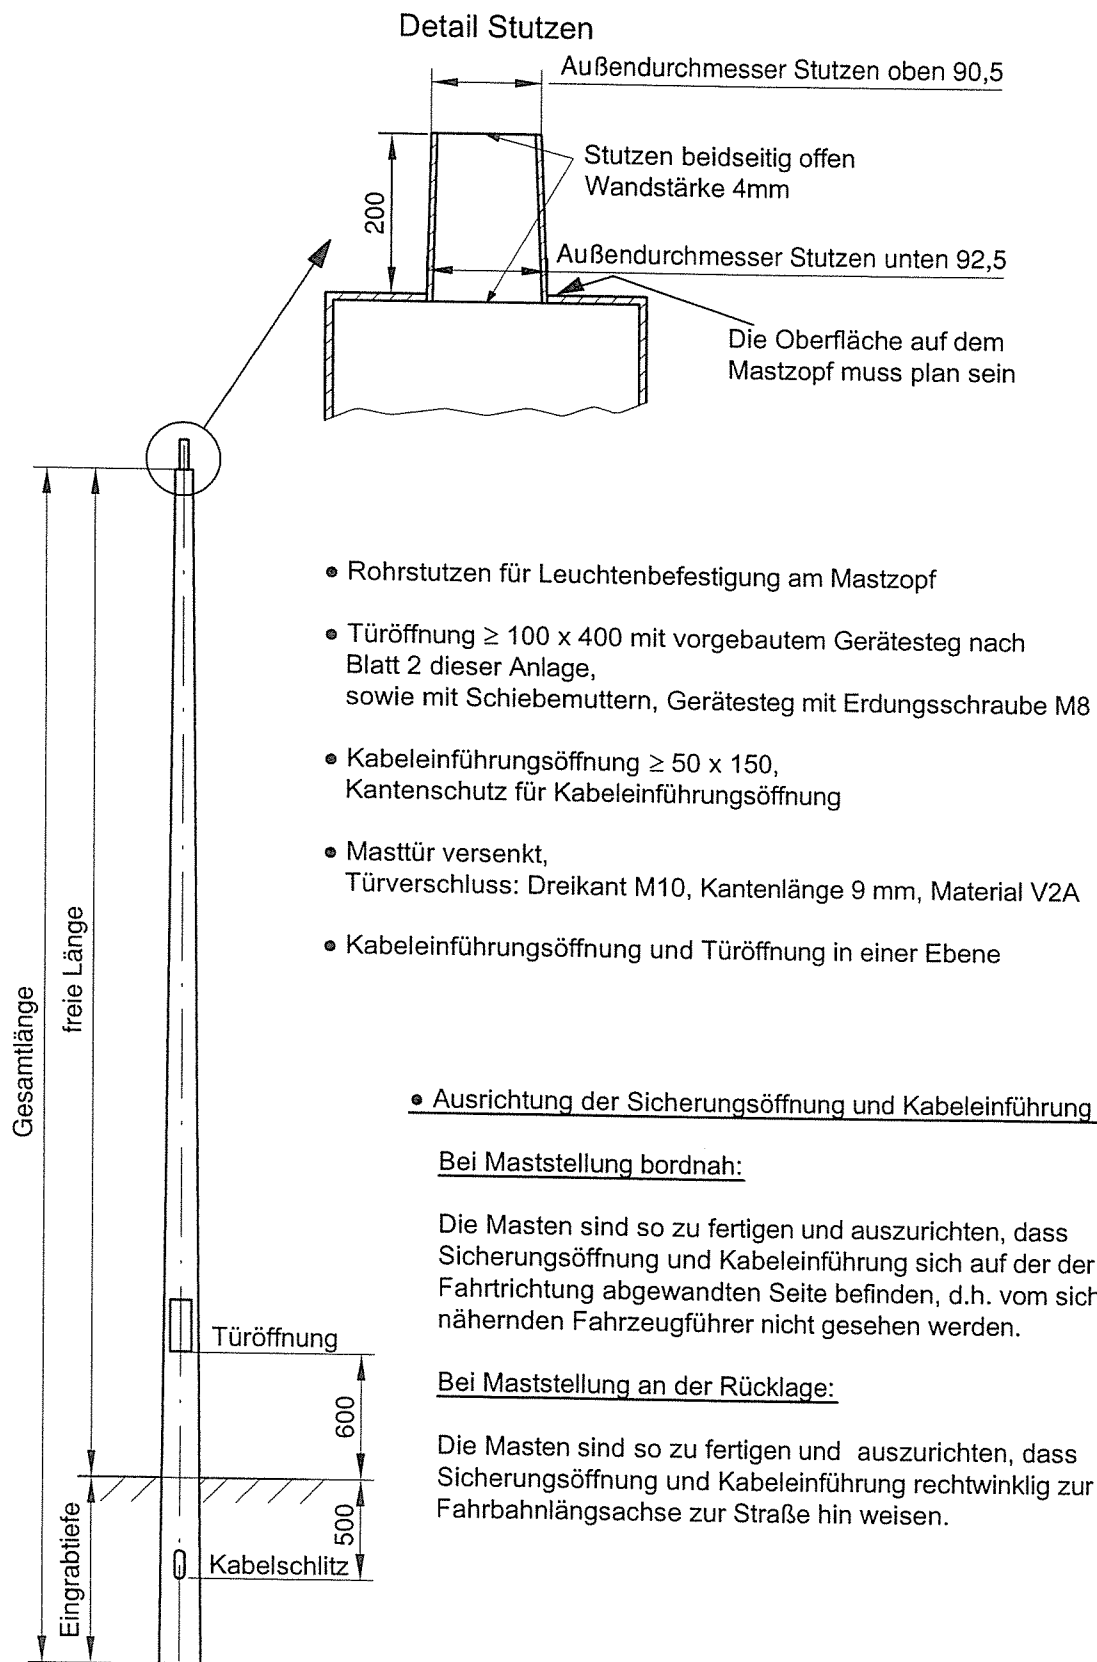 Detail Stutzen
Außendurchmesser Stutzen oben 90,5
Stutzen beidseitig offen
Wandstärke 4mm
200
Außendurchmesser Stutzen unten 92,5
Die Oberfläche auf dem
Mastzopf muss plan sein
• Rohrstutzen für Leuchtenbefestigung am Mastzopf
• Türöffnung ≥ 100 x 400 mit vorgebautem Gerätesteg nach
Blatt 2 dieser Anlage,
sowie mit Schiebemuttern, Gerätesteg mit Erdungsschraube M8
• Kabeleinführungsöffnung ≥ 50 x 150,
Kantenschutz für Kabeleinführungsöffnung
• Masttür versenkt,
Türverschluss: Dreikant M10, Kantenlänge 9 mm, Material V2A
• Kabeleinführungsöffnung und Türöffnung in einer Ebene
Gesamtlänge
freie Länge
• Ausrichtung der Sicherungsöffnung und Kabeleinführung
Bei Maststellung bordnah:
Die Masten sind so zu fertigen und auszurichten, dass
Sicherungsöffnung und Kabeleinführung sich auf der der
Fahrtrichtung abgewandten Seite befinden, d.h. vom sich
nähernden Fahrzeugführer nicht gesehen werden.
Bei Maststellung an der Rücklage:
Die Masten sind so zu fertigen und auszurichten, dass
Sicherungsöffnung und Kabeleinführung rechtwinklig zur
Fahrbahnlängsachse zur Straße hin weisen.
Türöffnung
600
500
Kabelschlitz
Eingrabtiefe